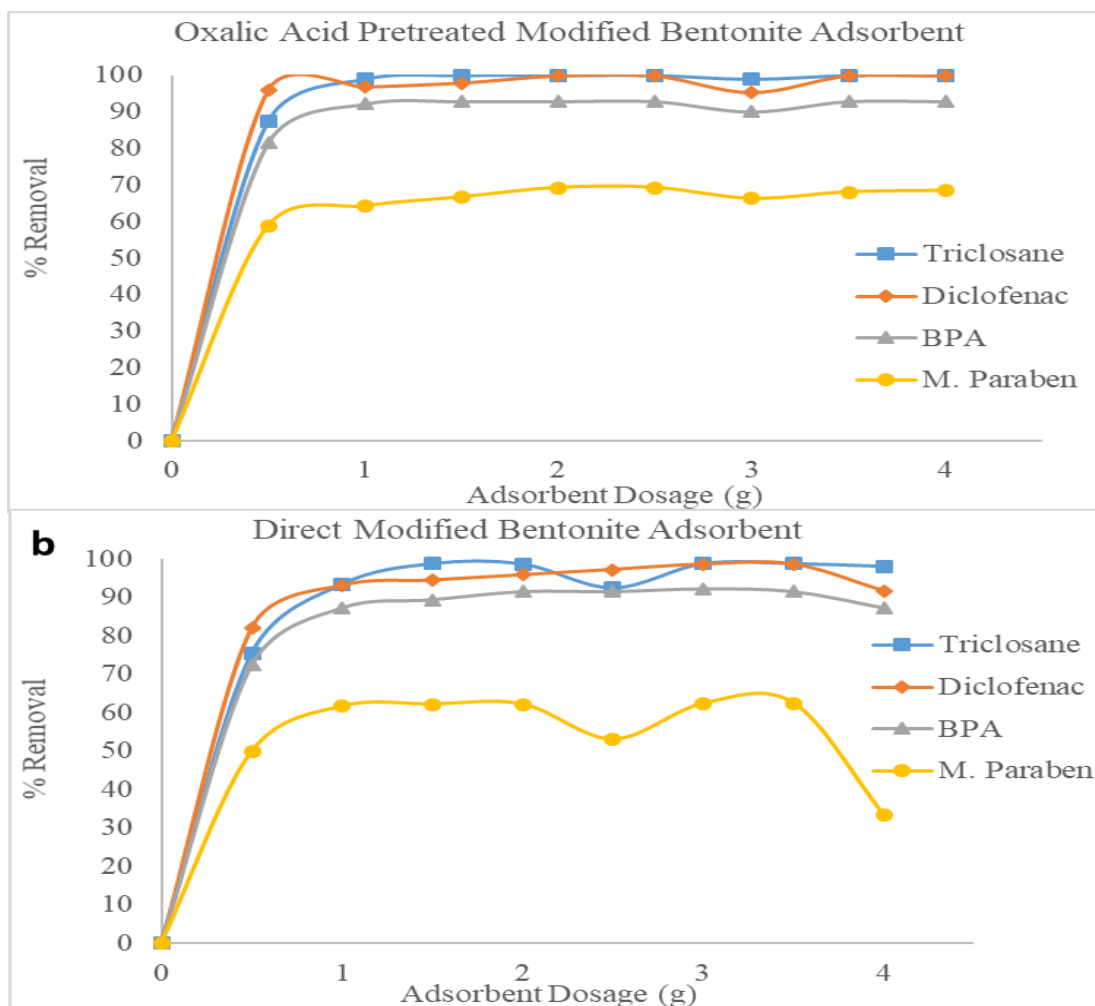 Oxalic Acid Pretreated Modified Bentonite Adsorbent
100
90
80
70
60
50
40
30
20
10
0
% Removal
Triclosane
Diclofenac
BPA
M. Paraben
0 1 2 3 4
Adsorbent Dosage (g)
b
Direct Modified Bentonite Adsorbent
100
90
80
70
60
50
40
30
20
10
0
% Removal
Triclosane
Diclofenac
BPA
M. Paraben
0 1 2 3 4
Adsorbent Dosage (g)